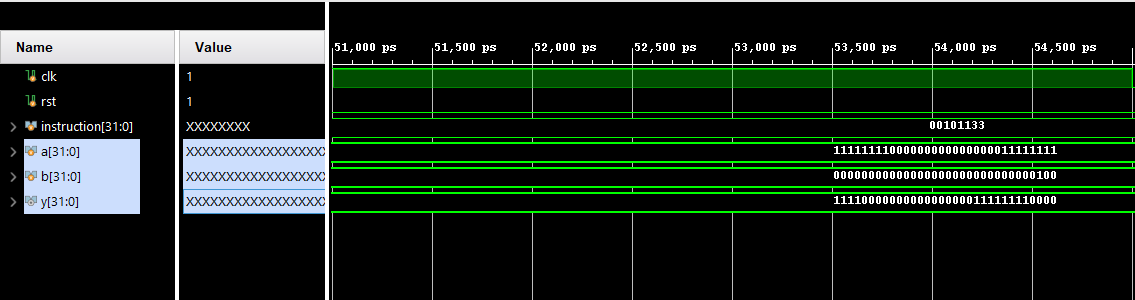 Name
Value
51,000 ps 51,500 ps 52,000 ps 52,500 ps 53,000 ps 53,500 ps 54,000 ps 54,500 ps
clk 1
rst 1
instruction[31:0] XXXXXXXX 00101133
a[31:0] XXXXXXXXXXXXXXXXXX 11111111000000000000000011111111
b[31:0] XXXXXXXXXXXXXXXXXX 00000000000000000000000000000100
y[31:0] XXXXXXXXXXXXXXXXXX 11110000000000000000111111110000